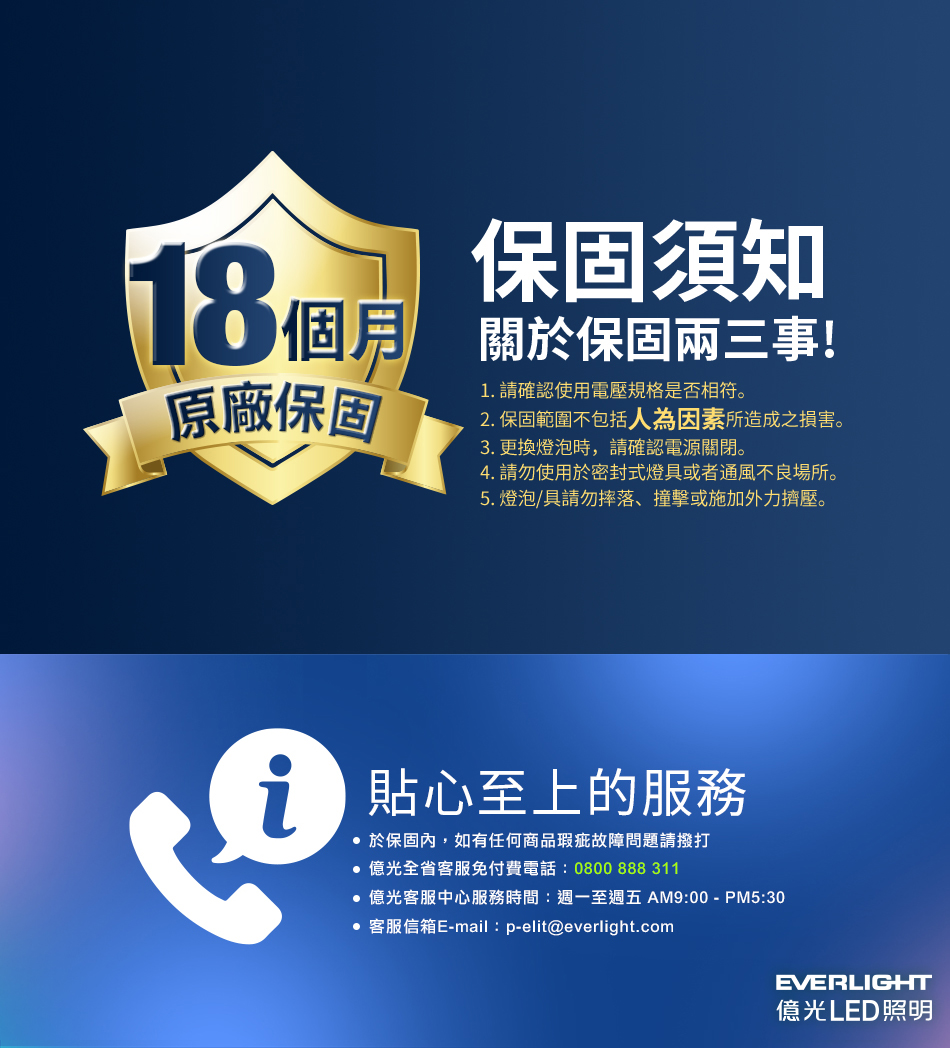 18個月
原廠保固
保固須知
關於保固兩三事!
1. 請確認使用電壓規格是否相符。
2. 保固範圍不包括人為因素所造成之損害。
3. 更換燈泡時，請確認電源關閉。
4. 請勿使用於密封式燈具或者通風不良場所。
5. 燈泡/具請勿摔落、撞擊或施加外力擠壓。
i
貼心至上的服務
• 於保固內，如有任何商品瑕疵故障問題請撥打
• 億光全省客服免付費電話：0800 888 311
• 億光客服中心服務時間：週一至週五 AM9:00 - PM5:30
• 客服信箱E-mail：p-elit@everlight.com
EVERLIGHT
億光LED照明